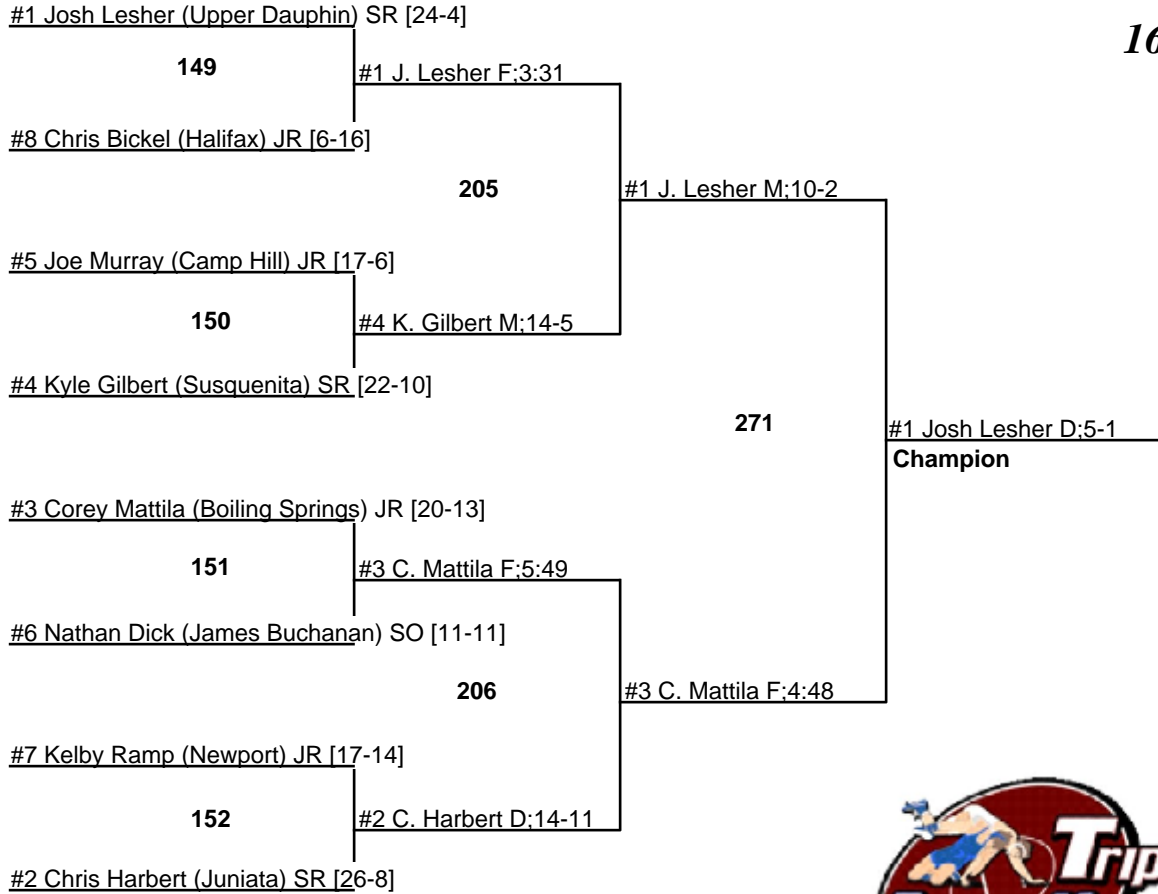 #1 Josh Lesher (Upper Dauphin) SR [24-4]
16
149
#1 J. Lesher F;3:31
#8 Chris Bickel (Halifax) JR [6-16]
205
#1 J. Lesher M;10-2
#5 Joe Murray (Camp Hill) JR [17-6]
150
#4 K. Gilbert M;14-5
#4 Kyle Gilbert (Susquenita) SR [22-10]
271
#1 Josh Lesher D;5-1
Champion
#3 Corey Mattila (Boiling Springs) JR [20-13]
151
#3 C. Mattila F;5:49
#6 Nathan Dick (James Buchanan) SO [11-11]
206
#3 C. Mattila F;4:48
#7 Kelby Ramp (Newport) JR [17-14]
152
#2 C. Harbert D;14-11
#2 Chris Harbert (Juniata) SR [26-8]
Trip